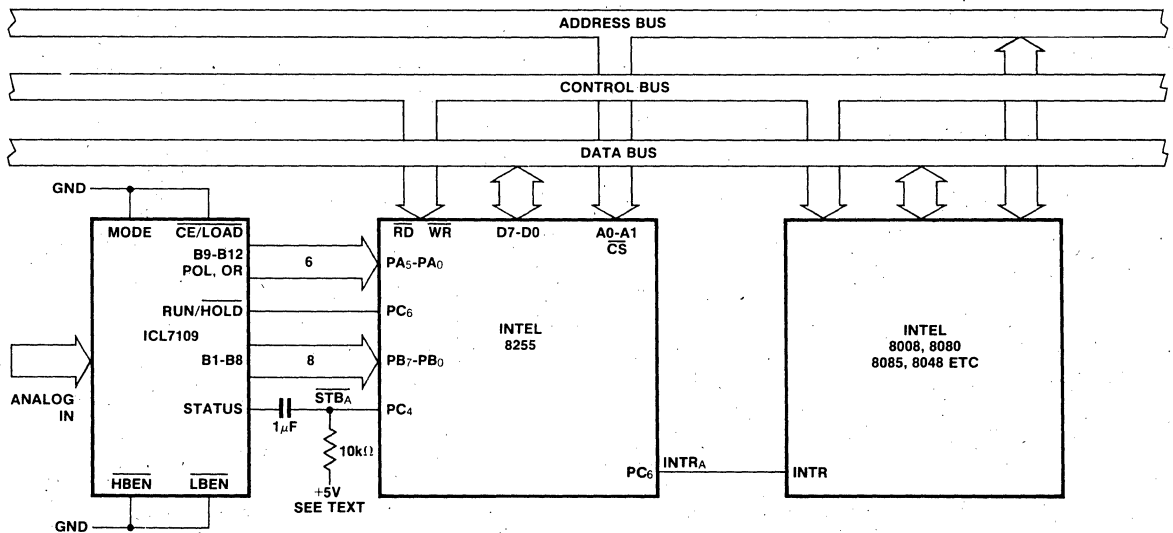 ADDRESS BUS
CONTROL BUS
DATA BUS
GND
MODE
CE/LOAD
B9-B12
POL, OR
6
RUN/HOLD
ICL7109
B1-B8
8
ANALOG
IN
STATUS
1μF
STBA
10kΩ
+5V
SEE TEXT
HBEN
LBEN
GND
RD WR
D7-D0
A0-A1
CS
PA5-PA0
PC6
INTEL
8255
PB7-PB0
PC4
PC6
INTRA
INTR
INTEL
8008, 8080
8085, 8048 ETC